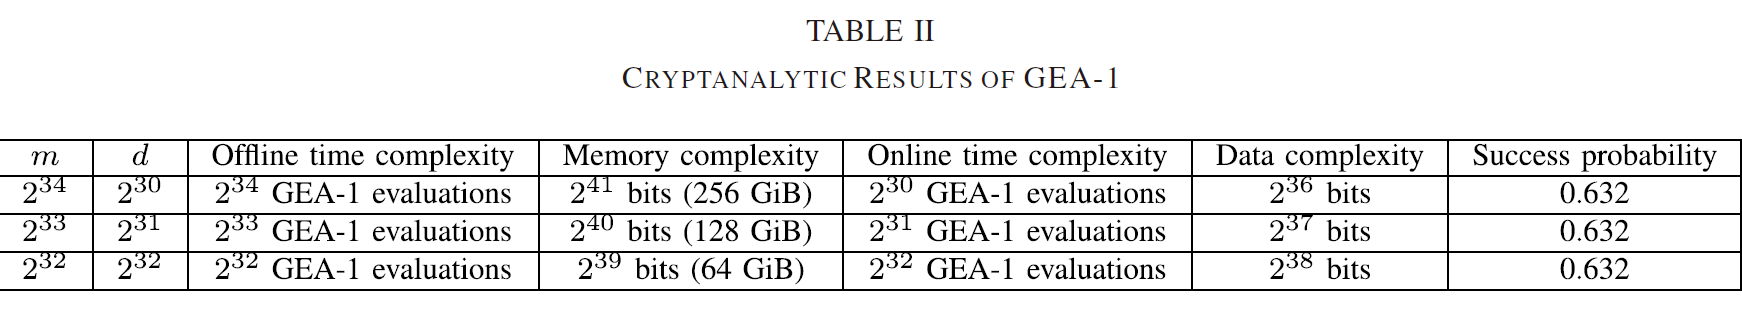 TABLE II
CRYPTANALYTIC RESULTS OF GEA-1
m d Offline time complexity Memory complexity Online time complexity Data complexity Success probability
2^34 2^30 2^34 GEA-1 evaluations 2^41 bits (256 GiB) 2^30 GEA-1 evaluations 2^36 bits 0.632
2^33 2^31 2^33 GEA-1 evaluations 2^40 bits (128 GiB) 2^31 GEA-1 evaluations 2^37 bits 0.632
2^32 2^32 2^32 GEA-1 evaluations 2^39 bits (64 GiB) 2^32 GEA-1 evaluations 2^38 bits 0.632